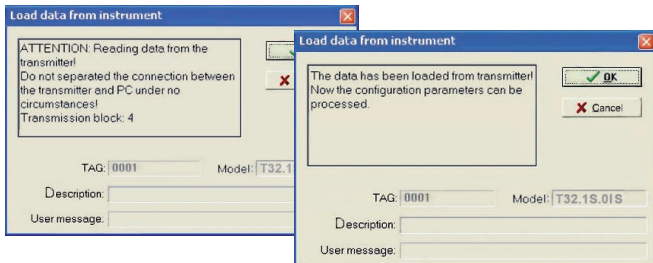 Load data from instrument
ATTENTION: Reading data from the
transmitter!
Do not separated the connection between
the transmitter and PC under no
circumstances!
Transmission block: 4
TAG: 0001 Model: T32.1
Description:
User message:
Load data from instrument
The data has been loaded from transmitter!
Now the configuration parameters can be
processed.
OK
Cancel
TAG: 0001 Model: T32.1S.0IS
Description:
User message: